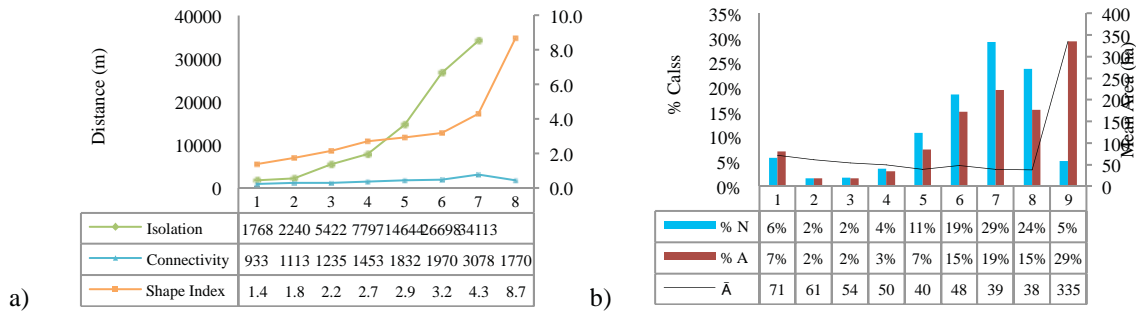 a)
Distance (m)
40000
30000
20000
10000
0
10.0
8.0
6.0
4.0
2.0
0.0
1 2 3 4 5 6 7 8
Isolation 1768 2240 5422 7797 14644 26698 34113
Connectivity 933 1113 1235 1453 1832 1970 3078 1770
Shape Index 1.4 1.8 2.2 2.7 2.9 3.2 4.3 8.7
b)
% Calss
35%
30%
25%
20%
15%
10%
5%
0%
400
350
300
250
200
150
100
50
0
Mean Area (ha)
1 2 3 4 5 6 7 8 9
% N 6% 2% 2% 4% 11% 19% 29% 24% 5%
% A 7% 2% 2% 3% 7% 15% 19% 15% 29%
Ā 71 61 54 50 40 48 39 38 335